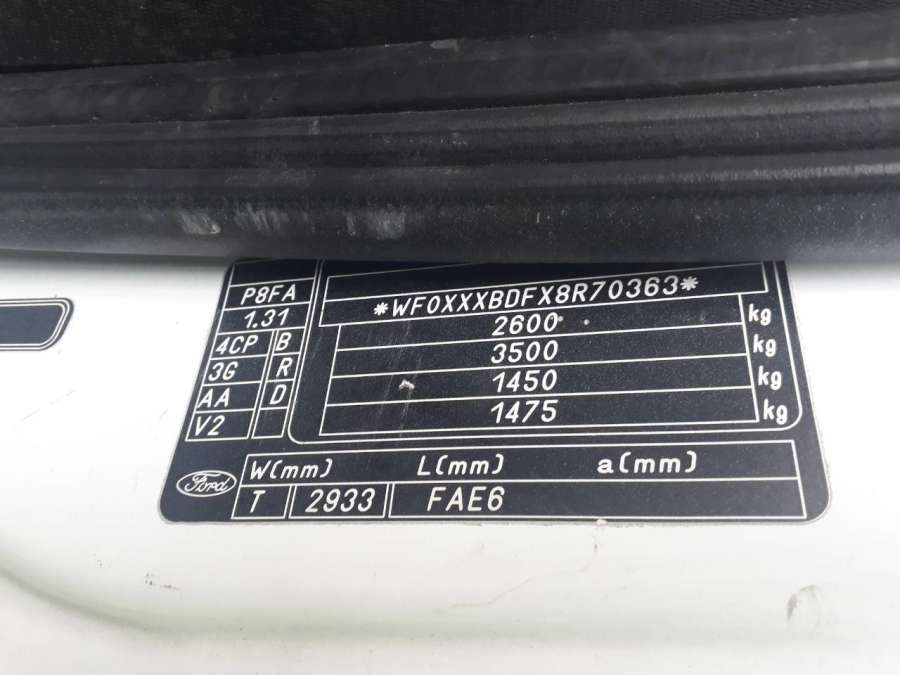 P8FA
*WF0XXXBDFX8R70363*
1.31
2600 kg
4CP B
3500 kg
3G R
1450 kg
AA D
1475 kg
V2
W(mm) L(mm) a(mm)
Ford
T 2933 FAE6